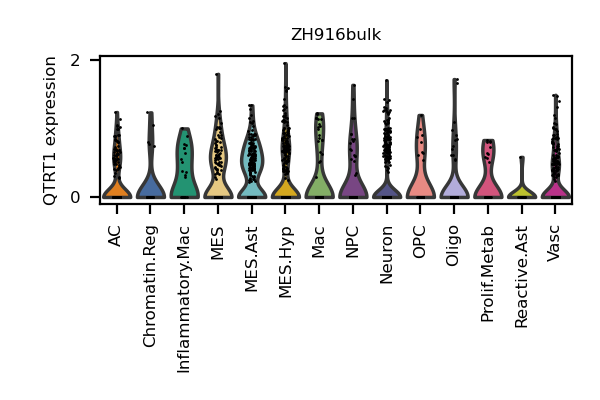 ZH916bulk
QTRT1 expression
2
0
AC
Chromatin.Reg
Inflammatory.Mac
MES
MES.Ast
MES.Hyp
Mac
NPC
Neuron
OPC
Oligo
Prolif.Metab
Reactive.Ast
Vasc